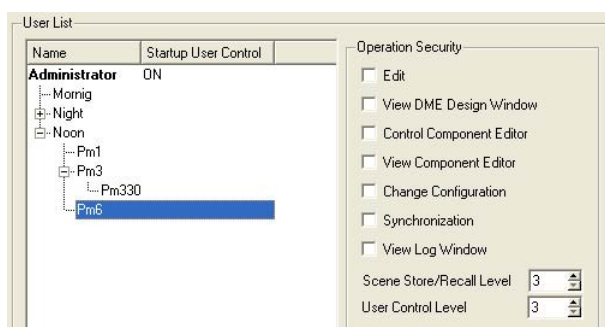 User List
Name Startup User Control
Administrator ON
Mornig
Night
Noon
Pm1
Pm3
Pm330
Pm6
Operation Security
Edit
View DME Design Window
Control Component Editor
View Component Editor
Change Configuration
Synchronization
View Log Window
Scene Store/Recall Level 3
User Control Level 3